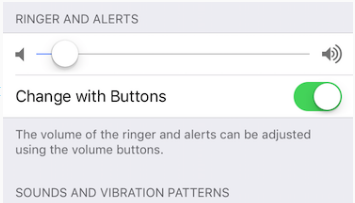 RINGER AND ALERTS
Change with Buttons
The volume of the ringer and alerts can be adjusted
using the volume buttons.
SOUNDS AND VIBRATION PATTERNS